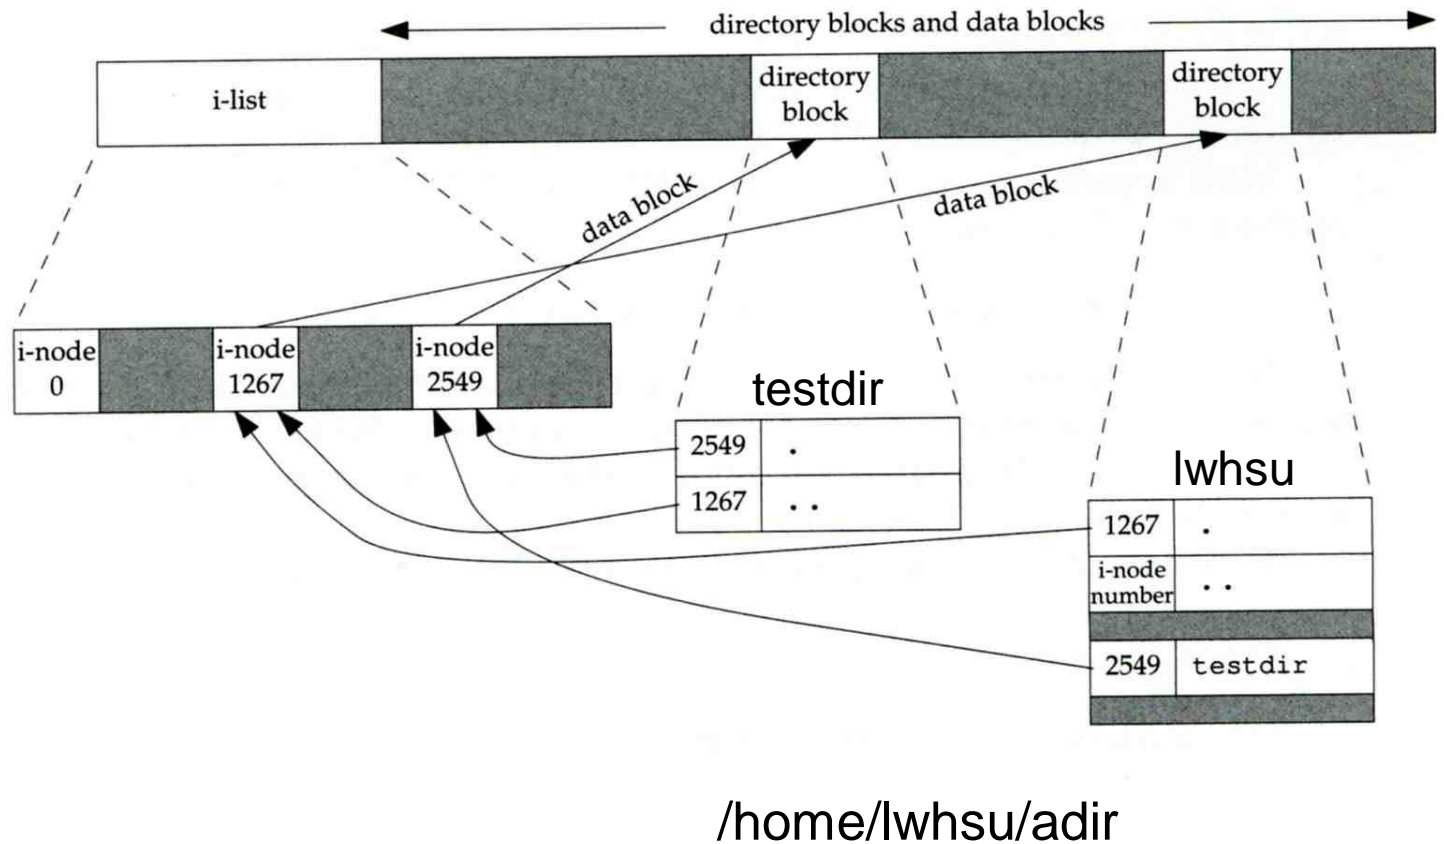 directory blocks and data blocks
i-list
directory
block
directory
block
data block
data block
i-node
0
i-node
1267
i-node
2549
testdir
2549 .
1267 ..
lwhsu
1267 .
i-node
number ..
2549 testdir
/home/lwhsu/adir